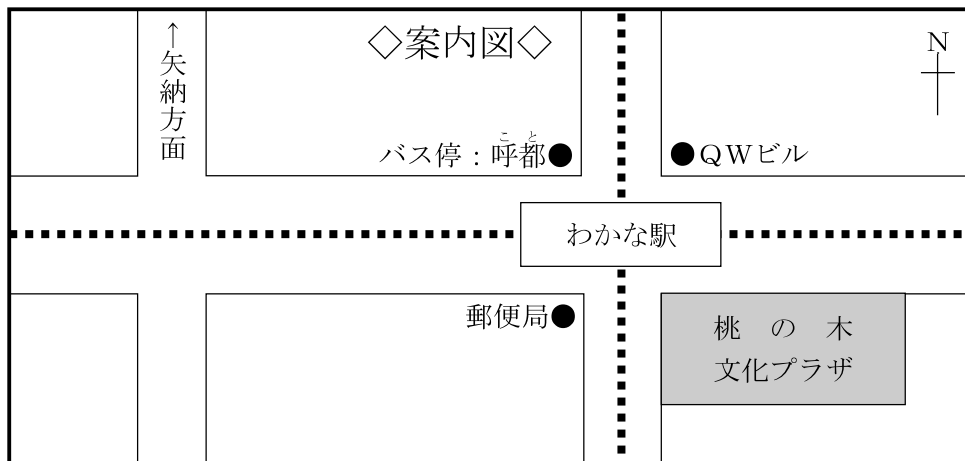 ◇案内図◇
↑矢納方面
N
バス停：呼都
こと
QWビル
わかな駅
郵便局
桃の木
文化プラザ